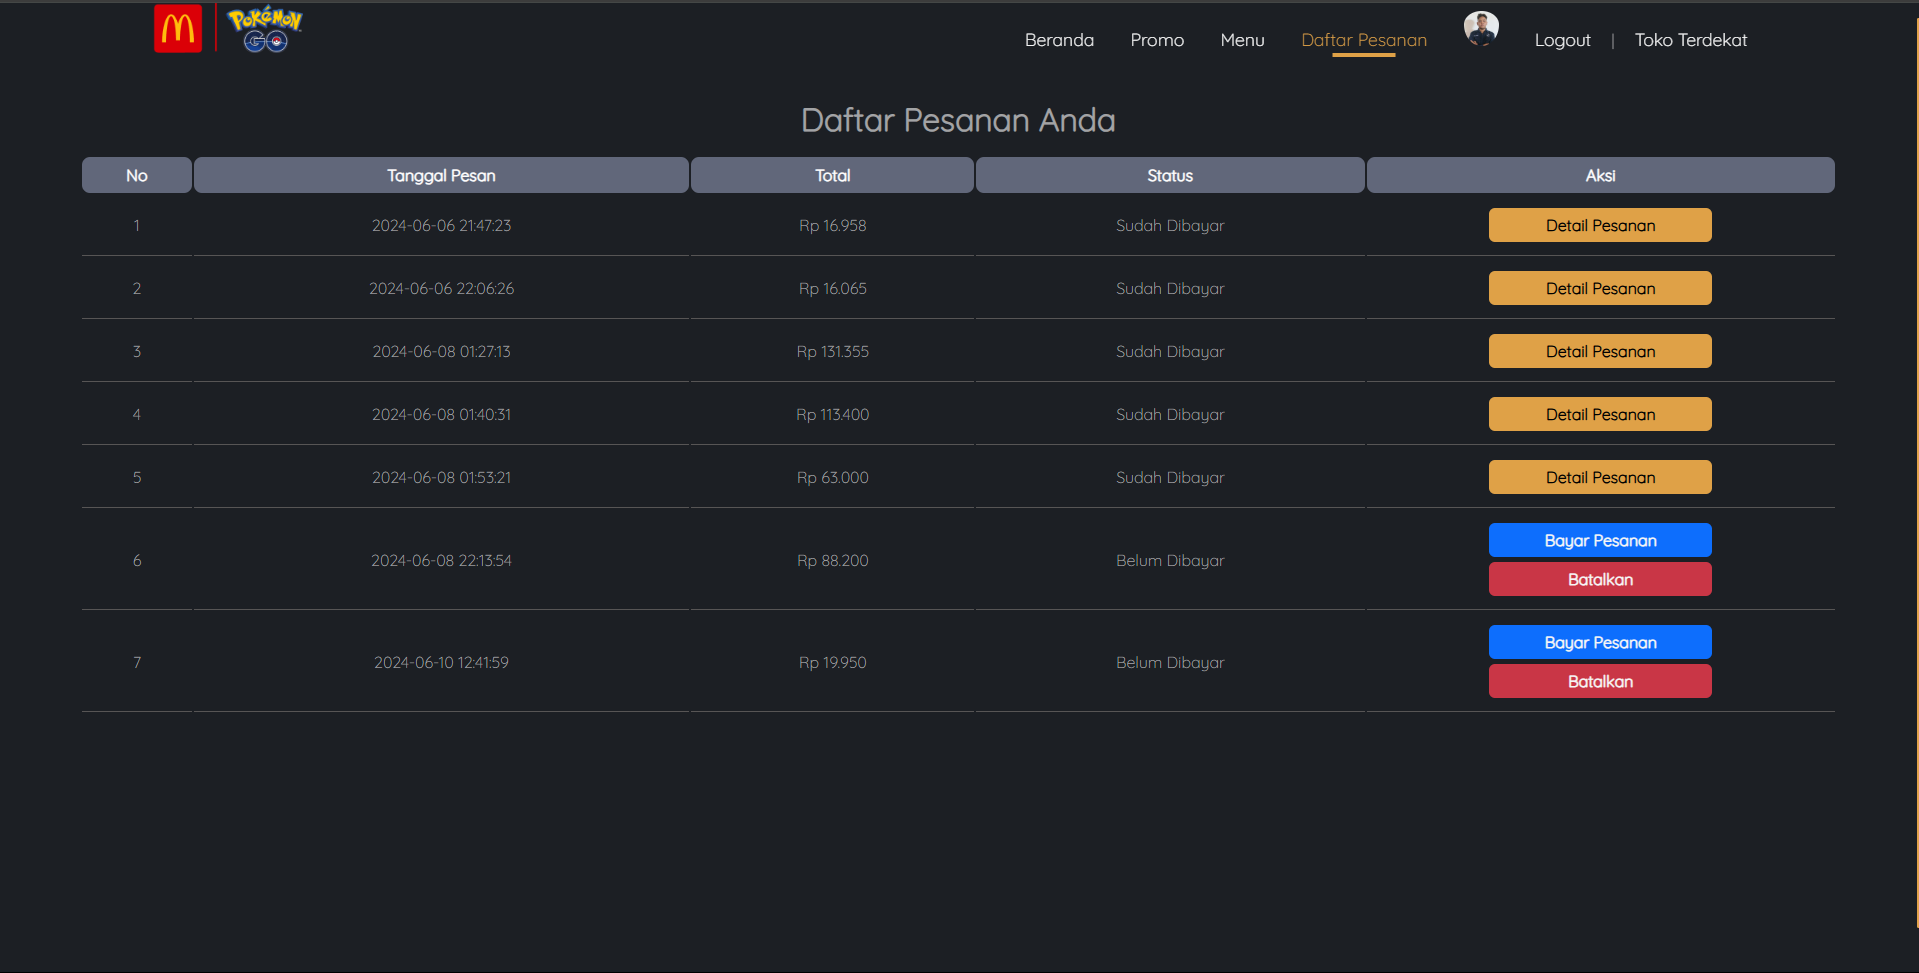 Pokémon
GO
Beranda Promo Menu Daftar Pesanan Logout | Toko Terdekat
Daftar Pesanan Anda
No Tanggal Pesan Total Status Aksi
1 2024-06-06 21:47:23 Rp 16.958 Sudah Dibayar Detail Pesanan
2 2024-06-06 22:06:26 Rp 16.065 Sudah Dibayar Detail Pesanan
3 2024-06-08 01:27:13 Rp 131.355 Sudah Dibayar Detail Pesanan
4 2024-06-08 01:40:31 Rp 113.400 Sudah Dibayar Detail Pesanan
5 2024-06-08 01:53:21 Rp 63.000 Sudah Dibayar Detail Pesanan
6 2024-06-08 22:13:54 Rp 88.200 Belum Dibayar Bayar Pesanan
Batalkan
7 2024-06-10 12:41:59 Rp 19.950 Belum Dibayar Bayar Pesanan
Batalkan